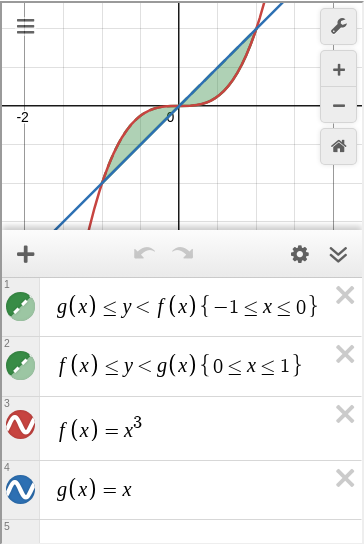 -2
0
1
g(x) ≤ y < f(x) {−1 ≤ x ≤ 0}
2
f(x) ≤ y < g(x) {0 ≤ x ≤ 1}
3
f(x) = x³
4
g(x) = x
5